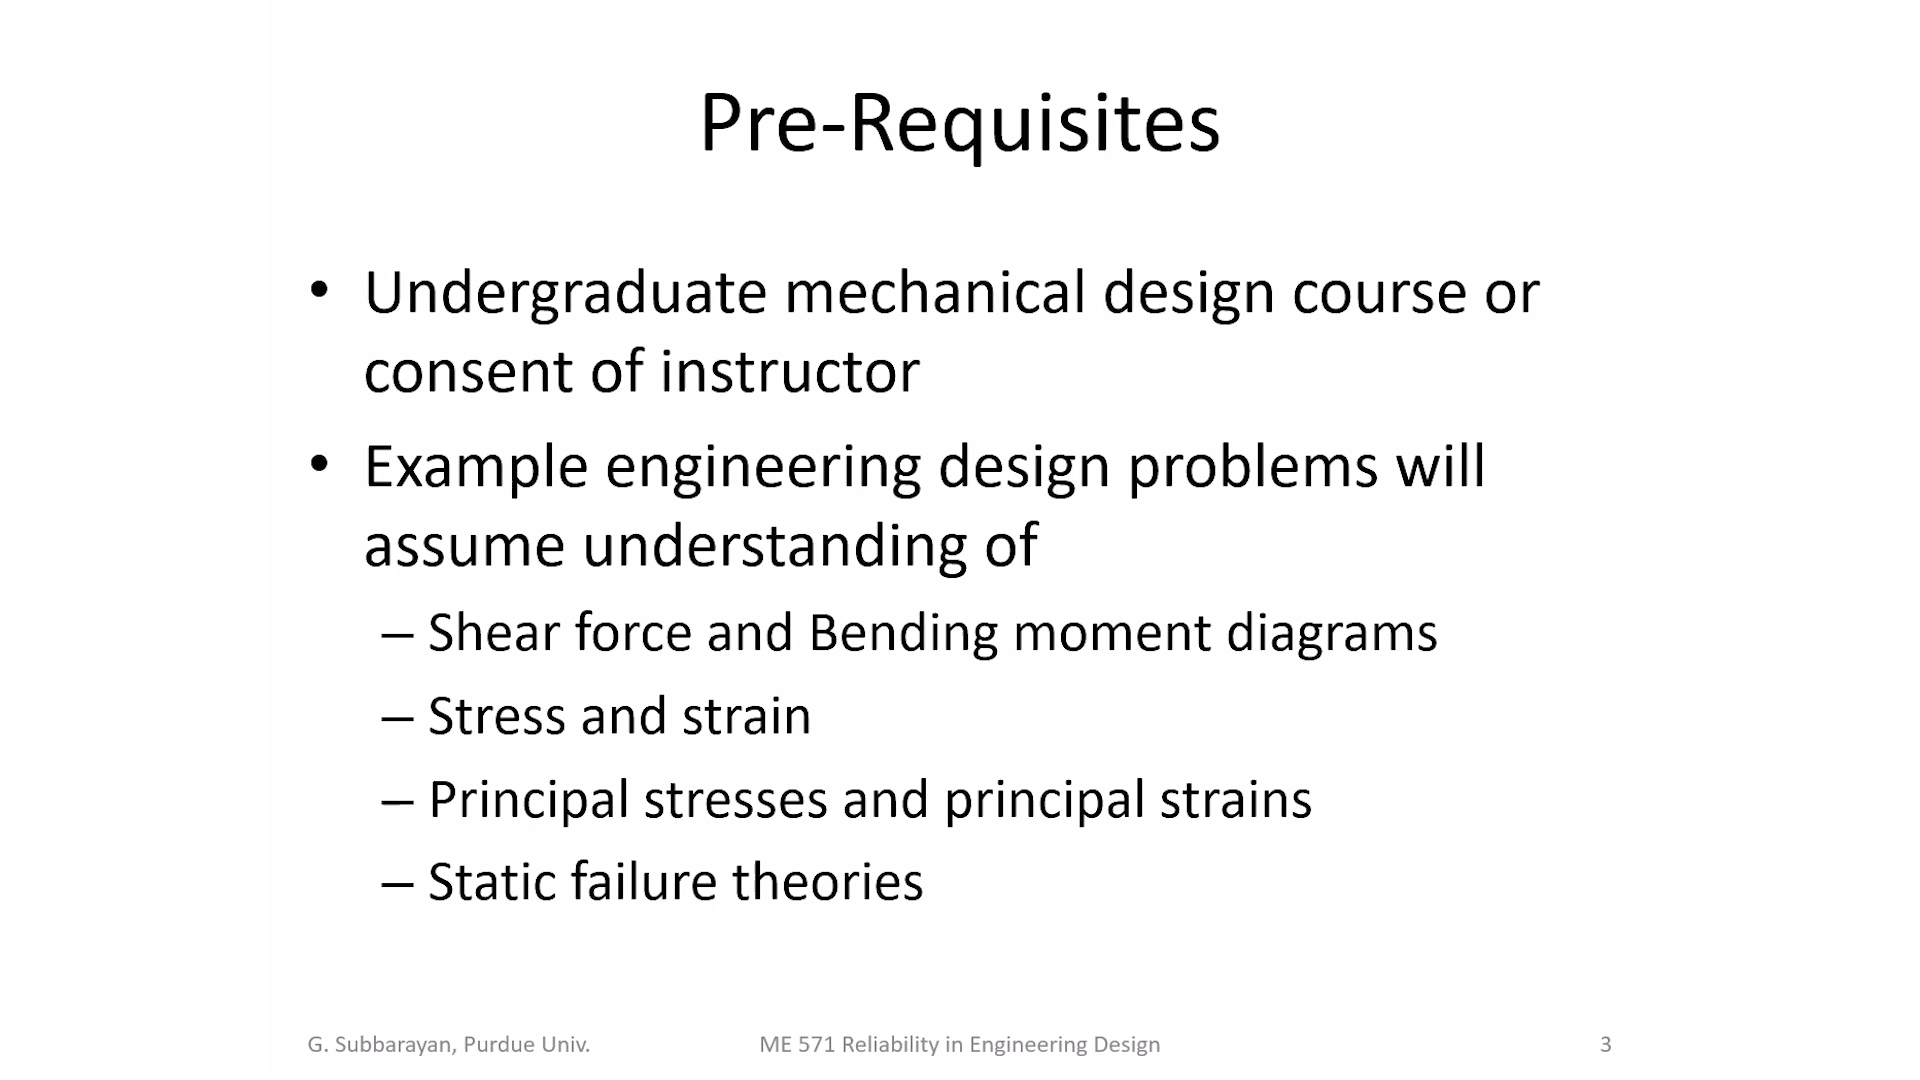 Pre-Requisites
• Undergraduate mechanical design course or
consent of instructor
• Example engineering design problems will
assume understanding of
– Shear force and Bending moment diagrams
– Stress and strain
– Principal stresses and principal strains
– Static failure theories
G. Subbarayan, Purdue Univ.
ME 571 Reliability in Engineering Design
3